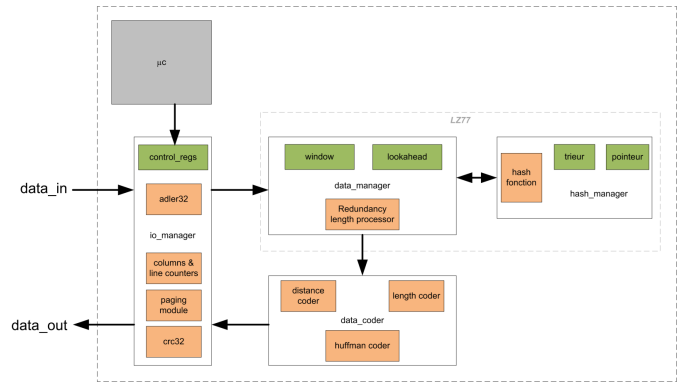 μc
LZ77
control_regs
window
lookahead
trieur
pointeur
hash
fonction
data_in
adler32
data_manager
hash_manager
Redundancy
length processor
io_manager
columns &
line counters
distance
coder
length coder
paging
module
data_coder
data_out
crc32
huffman coder